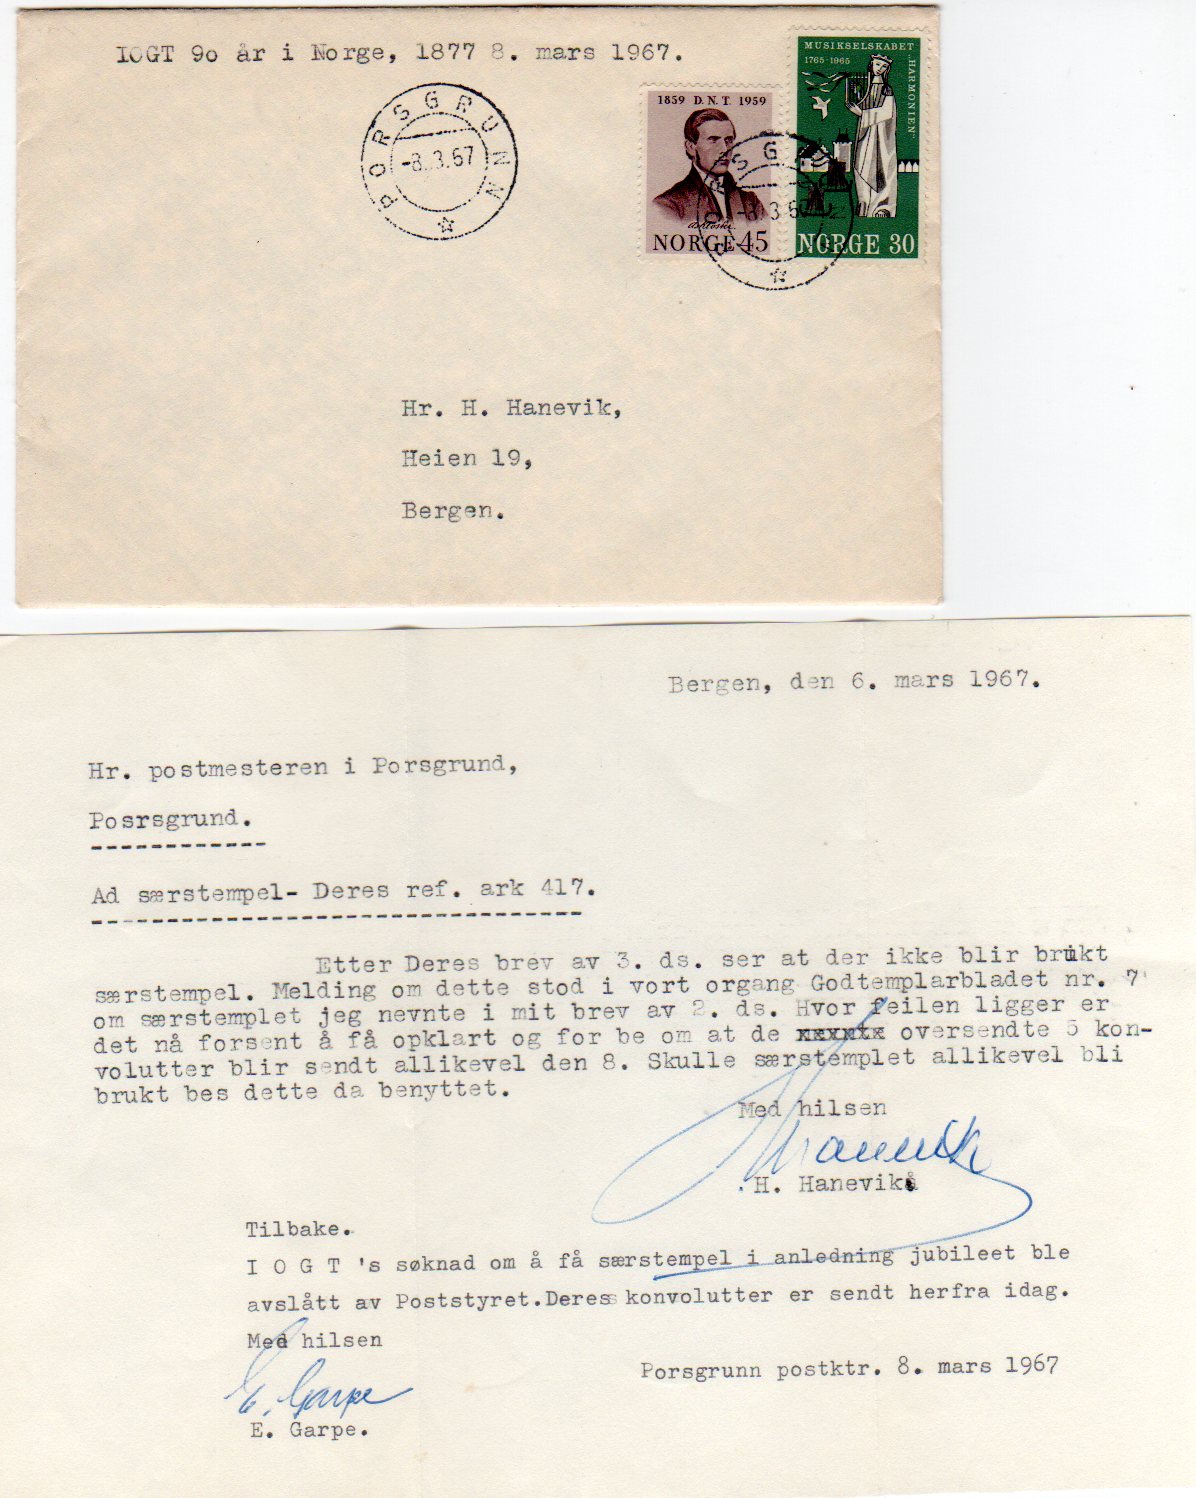 IOGT 9o år i Norge, 1877 8. mars 1967.
PORSGRUNN
-8.3.67
1859 D.N.T. 1959
NORGE 45
MUSIKSELSKABET
1765-1965
"HARMONIEN"
NORGE 30
-8.3.67
Hr. H. Hanevik,
Heien 19,
Bergen.
Bergen, den 6. mars 1967.
Hr. postmesteren i Porsgrund,
Posrsgrund.
Ad særstempel- Deres ref. ark 417.
Etter Deres brev av 3. ds. ser at der ikke blir brukt
særstempel. Melding om dette stod i vort organg Godtemplarbladet nr. 7
om særstemplet jeg nevnte i mit brev av 2. ds. Hvor feilen ligger er
det nå forsent å få opklart og for be om at de oversendte 5 kon-
volutter blir sendt allikevel den 8. Skulle særstemplet allikevel bli
brukt bes dette da benyttet.
Med hilsen
Hanevik
.H. Hanevik
Tilbake.
I O G T 's søknad om å få særstempel i anledning jubileet ble
avslått av Poststyret.Deres konvolutter er sendt herfra idag.
Med hilsen
Porsgrunn postktr. 8. mars 1967
E. Garpe
E. Garpe.